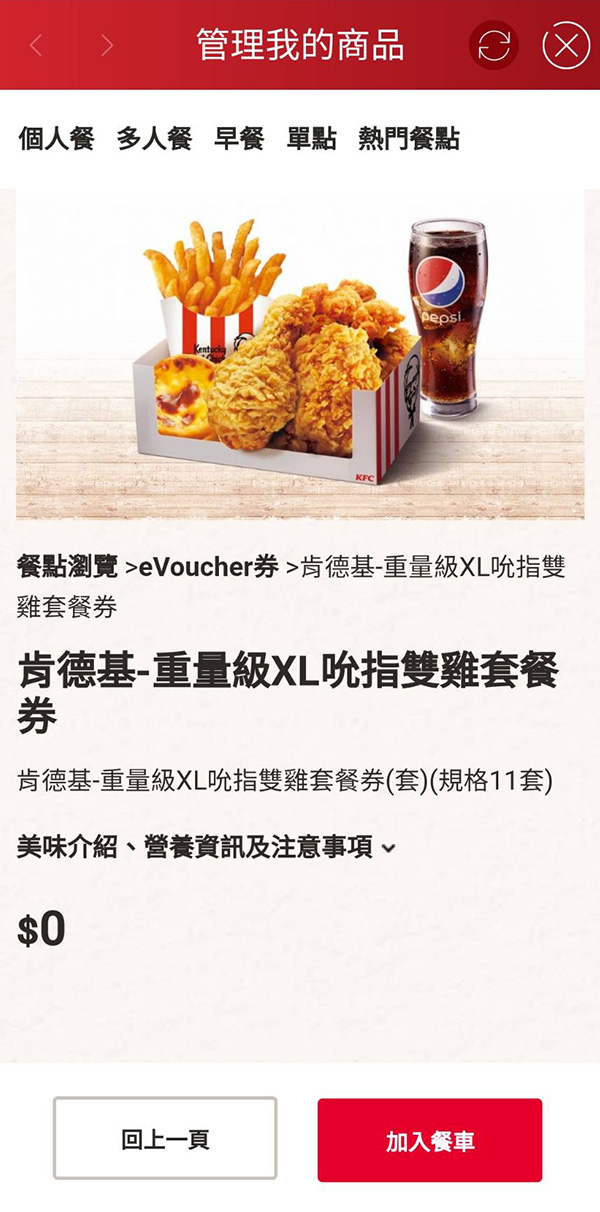 管理我的商品
個人餐 多人餐 早餐 單點 熱門餐點
pepsi
Kentucky
KFC
餐點瀏覽 >eVoucher券 >肯德基-重量級XL吮指雙
雞套餐券
肯德基-重量級XL吮指雙雞套餐
券
肯德基-重量級XL吮指雙雞套餐券(套)(規格11套)
美味介紹、營養資訊及注意事項
$0
回上一頁 加入餐車